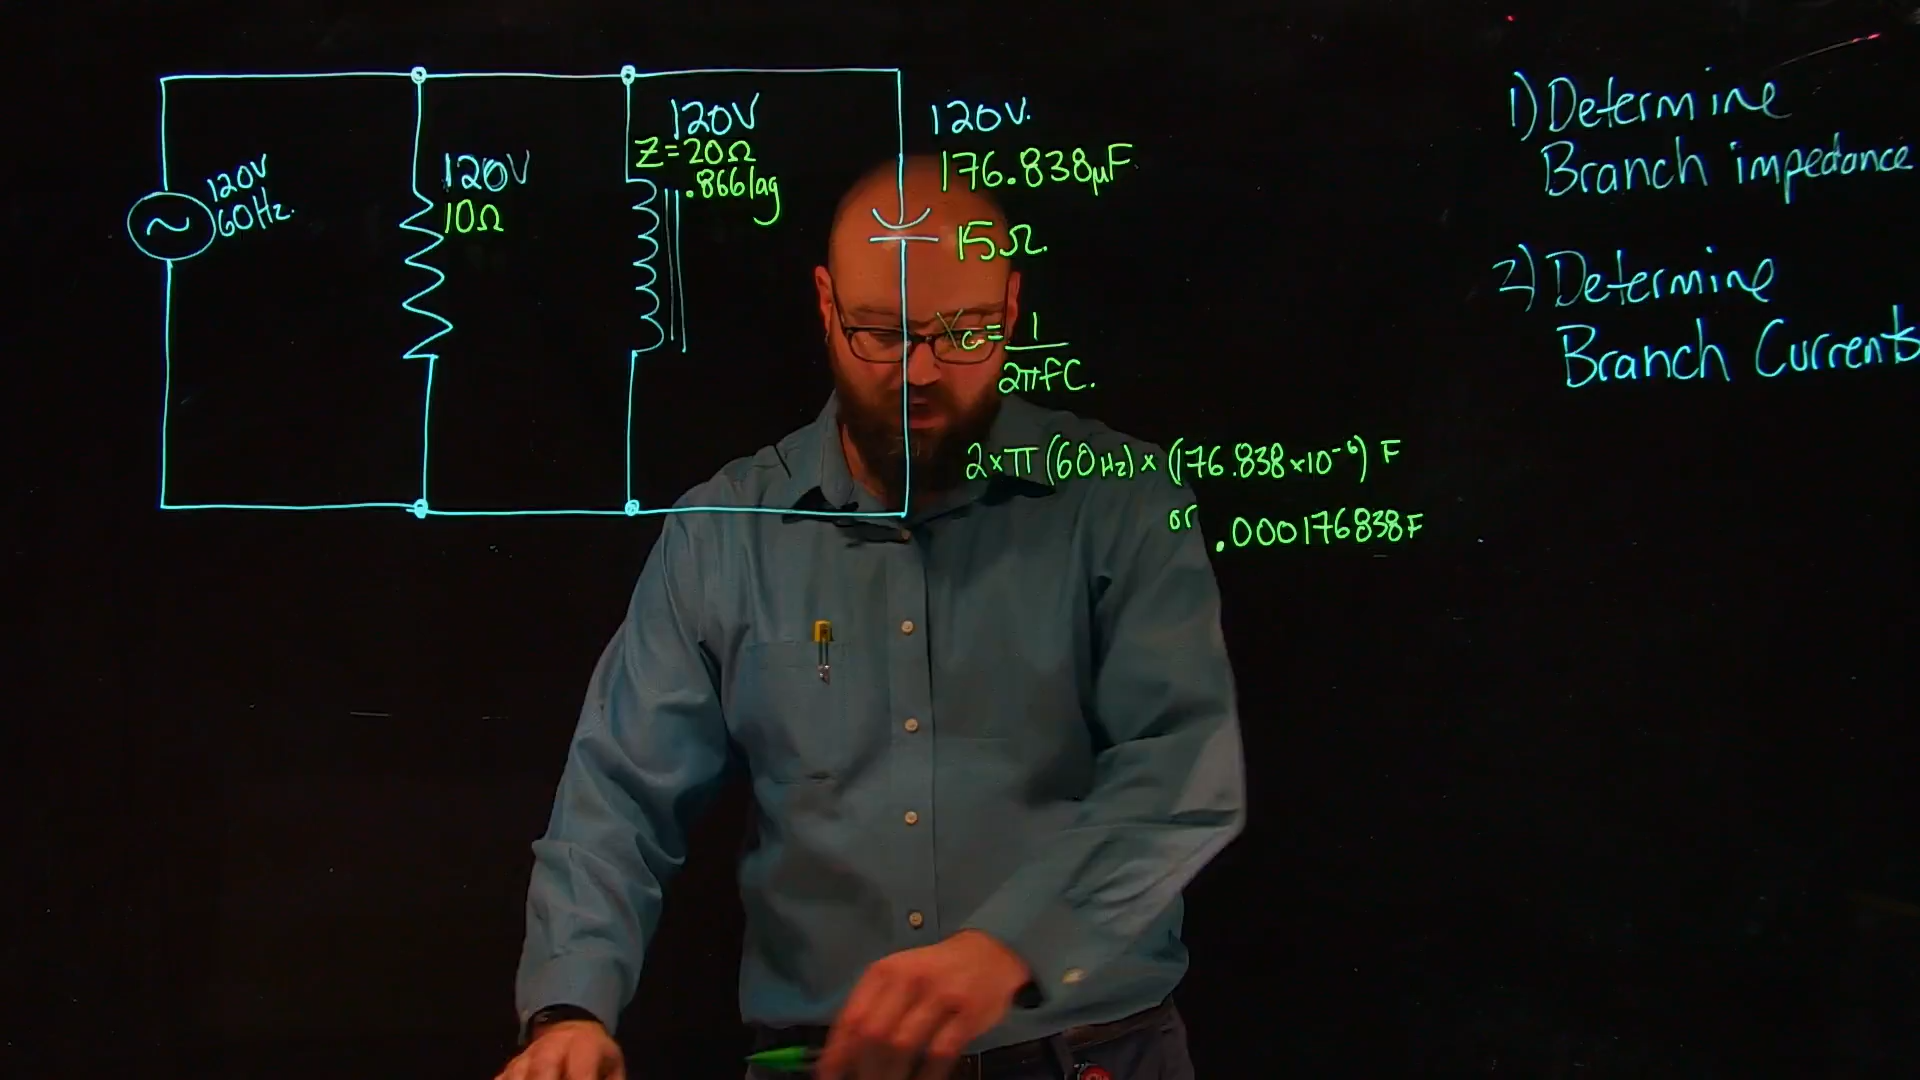 120V
60Hz.
120V
10Ω
120V
Z=20Ω
.866lag
120V.
176.838µF
15Ω.
Xc= 1
2πfC.
2×π(60Hz)×(176.838×10⁻⁶) F
or .000176838F
1) Determine
Branch impedance
2) Determine
Branch Currents